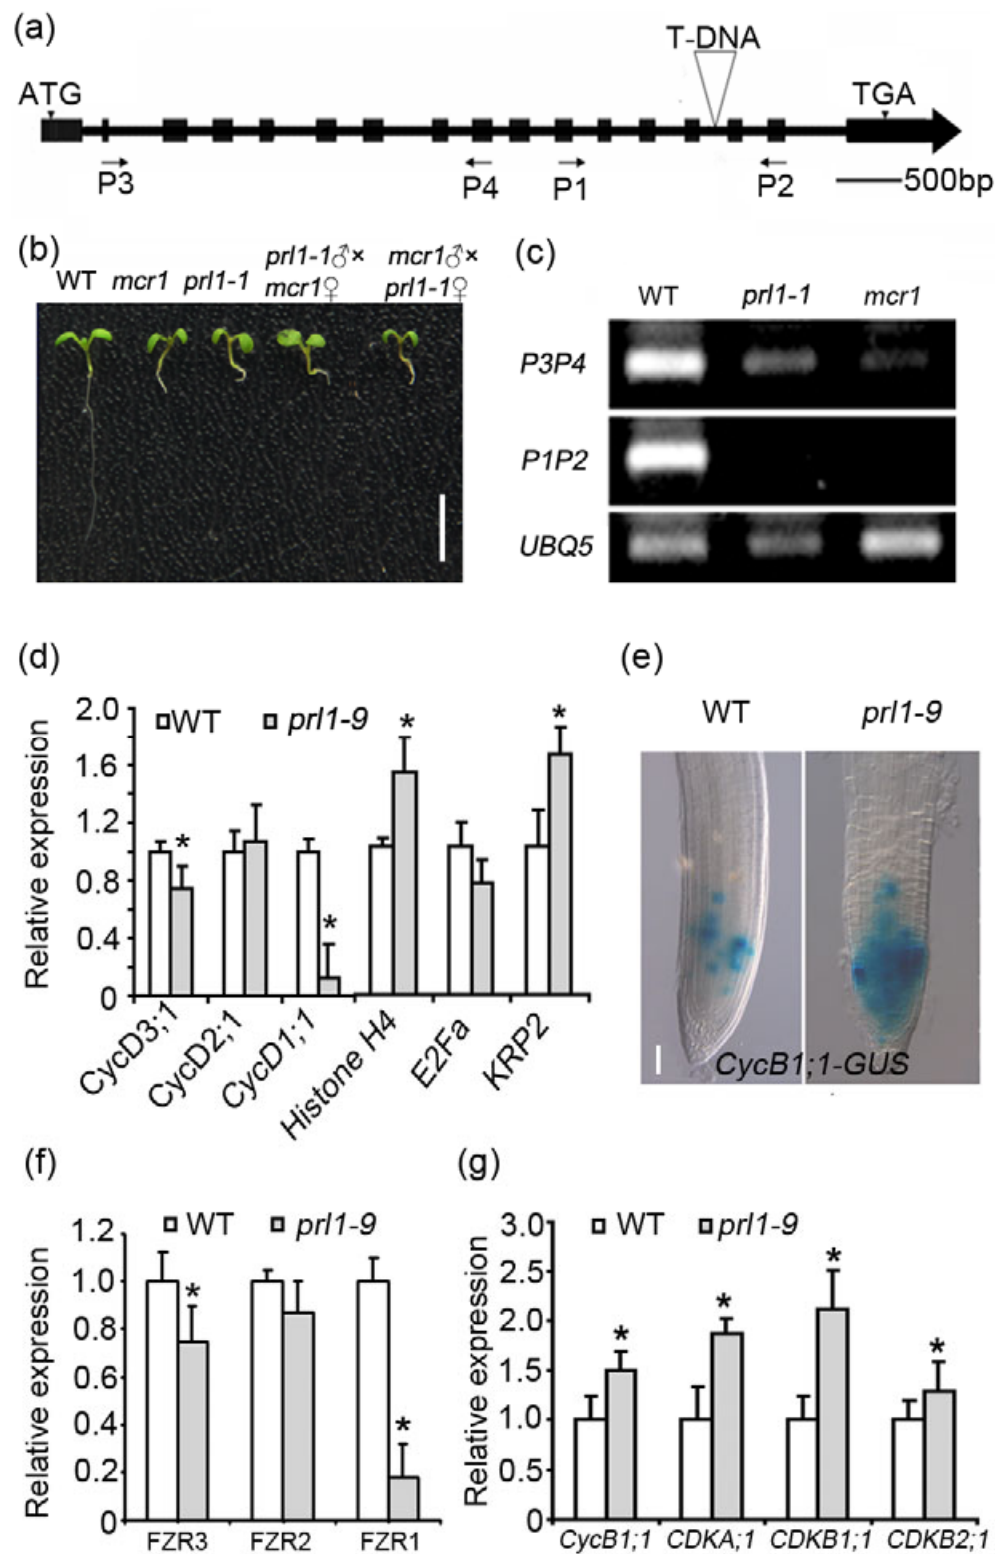 (a)
T-DNA
ATG
TGA
P3
P4
P1
P2
500bp
(b)
WT
mcr1
prl1-1
prl1-1♂×
mcr1♀
mcr1♂×
prl1-1♀
(c)
WT
prl1-1
mcr1
P3P4
P1P2
UBQ5
(d)
Relative expression
2.0
1.6
1.2
0.8
0.4
0
WT
prl1-9
*
*
*
*
CycD3;1
CycD2;1
CycD1;1
Histone H4
E2Fa
KRP2
(e)
WT
prl1-9
CycB1;1-GUS
(f)
Relative expression
1.2
1.0
0.8
0.6
0.4
0.2
0
WT
prl1-9
*
*
FZR3
FZR2
FZR1
(g)
Relative expression
3.0
2.5
2.0
1.5
1.0
0.5
0
WT
prl1-9
*
*
*
*
CycB1;1
CDKA;1
CDKB1;1
CDKB2;1